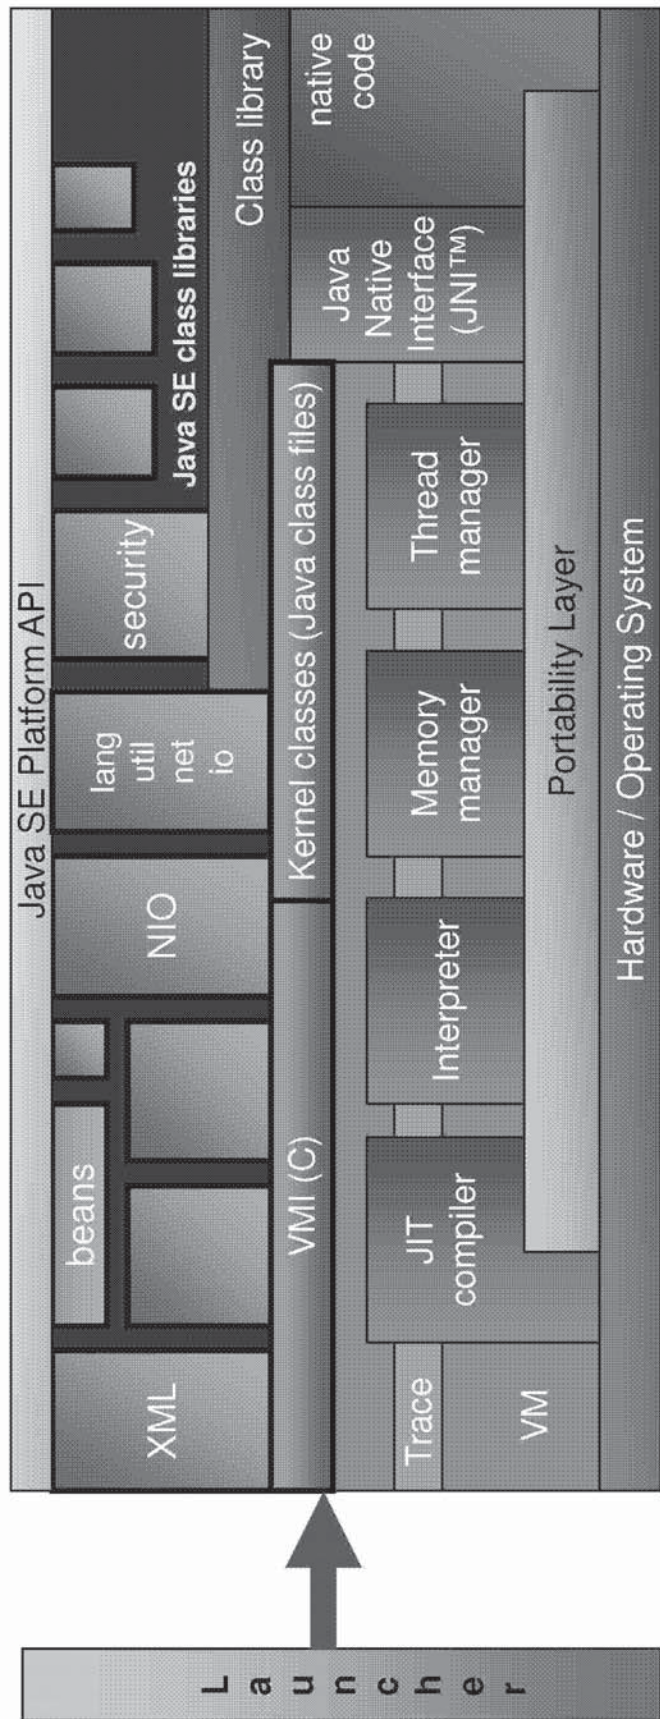 Launcher
Java SE Platform API
XML
beans
NIO
lang
util
net
io
security
Java SE class libraries
Class library
VMI (C)
Kernel classes (Java class files)
Java
Native
Interface
(JNI™)
native
code
Trace
VM
JIT
compiler
Interpreter
Memory
manager
Thread
manager
Portability Layer
Hardware / Operating System